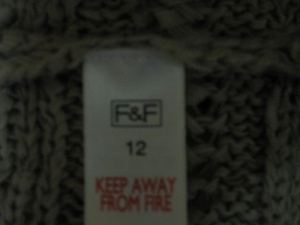 F&F
12
KEEP AWAY
FROM FIRE